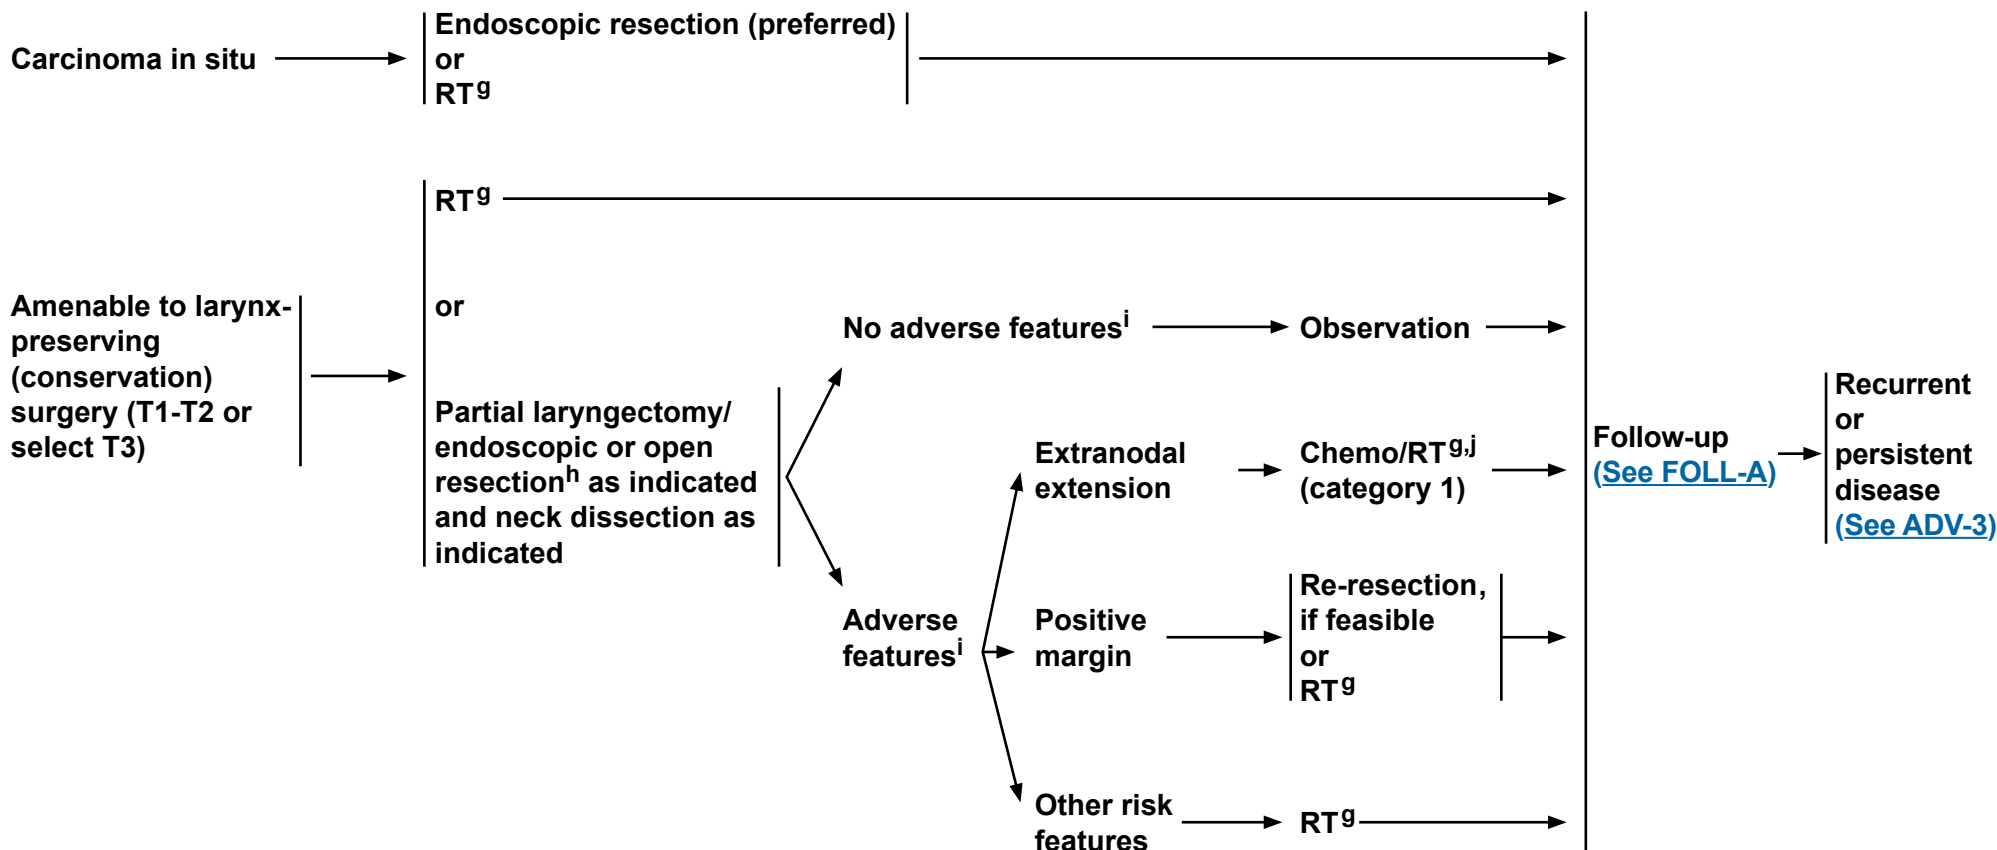 Carcinoma in situ
Endoscopic resection (preferred)
or
RTg
Amenable to larynx-
preserving
(conservation)
surgery (T1-T2 or
select T3)
RTg
or
Partial laryngectomy/
endoscopic or open
resectionh as indicated
and neck dissection as
indicated
No adverse featuresi
Observation
Adverse
featuresi
Extranodal
extension
Chemo/RTg,j
(category 1)
Positive
margin
Re-resection,
if feasible
or
RTg
Other risk
features
RTg
Follow-up
(See FOLL-A)
Recurrent
or
persistent
disease
(See ADV-3)